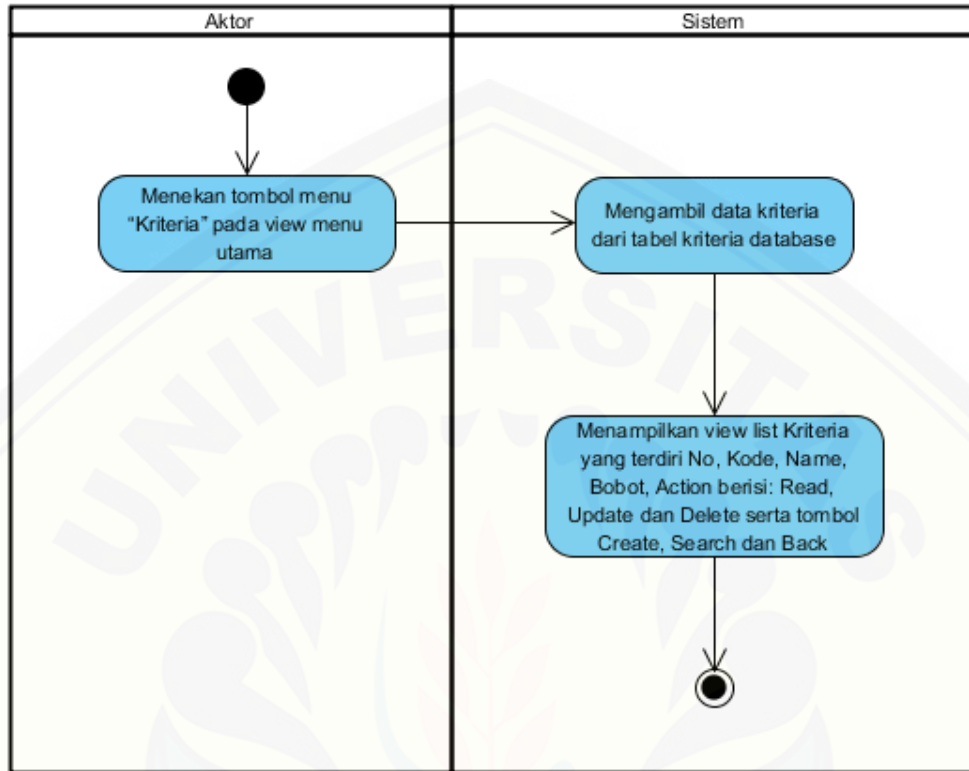 Aktor
Sistem
Menekan tombol menu
“Kriteria” pada view menu
utama
Mengambil data kriteria
dari tabel kriteria database
Menampilkan view list Kriteria
yang terdiri No, Kode, Name,
Bobot, Action berisi: Read,
Update dan Delete serta tombol
Create, Search dan Back
UNIVERSITAS